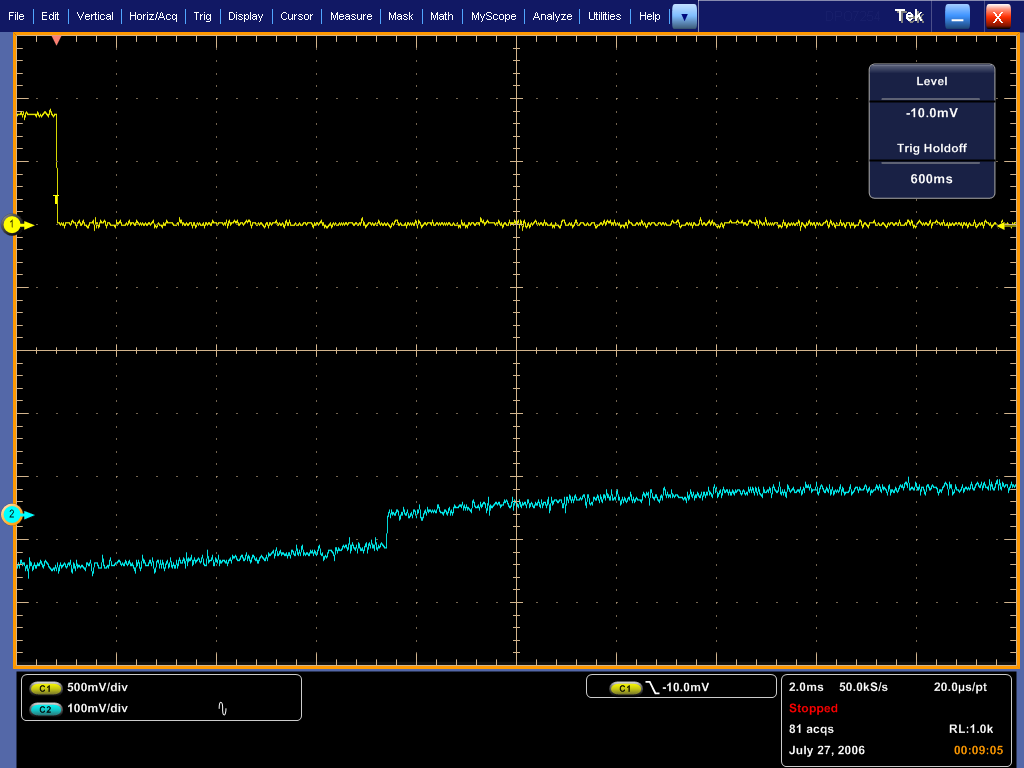 File Edit Vertical Horiz/Acq Trig Display Cursor Measure Mask Math MyScope Analyze Utilities Help Tek X
Level
-10.0mV
Trig Holdoff
600ms
T
1
2
C1 500mV/div
C2 100mV/div
C1 -10.0mV
2.0ms 50.0kS/s 20.0µs/pt
Stopped
81 acqs RL:1.0k
July 27, 2006 00:09:05